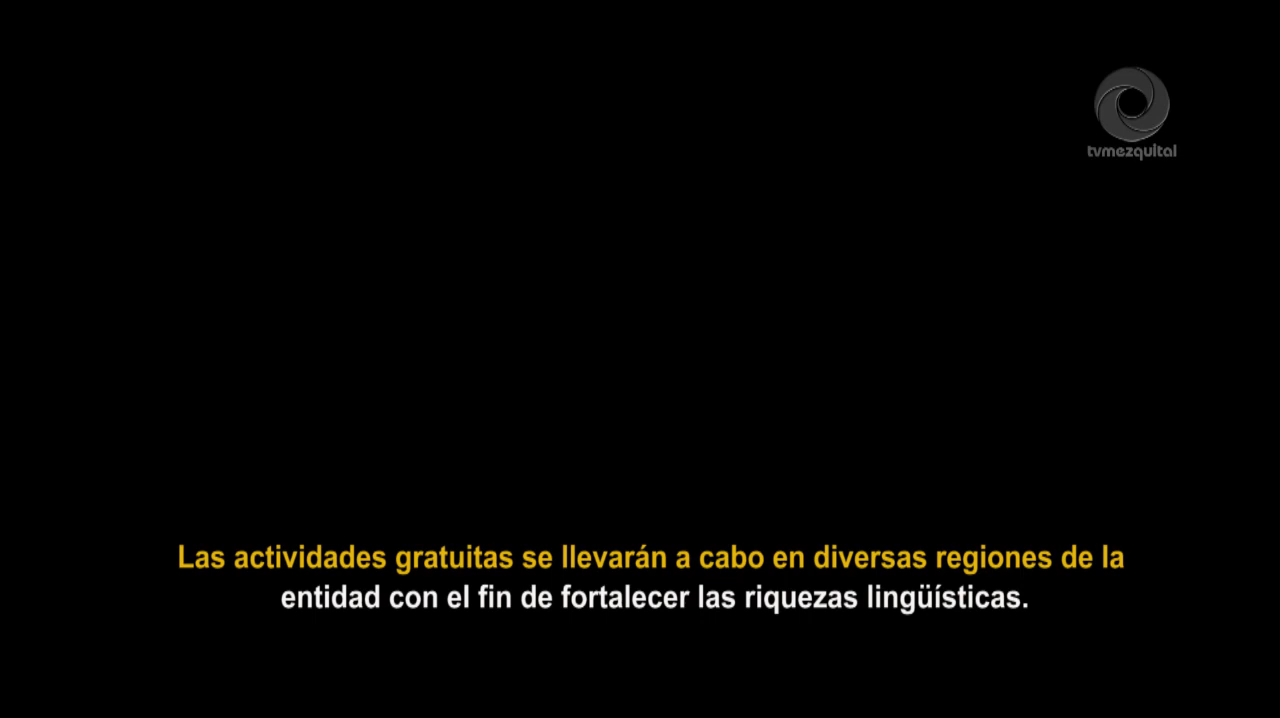 tvmezquital
Las actividades gratuitas se llevarán a cabo en diversas regiones de la
entidad con el fin de fortalecer las riquezas lingüísticas.